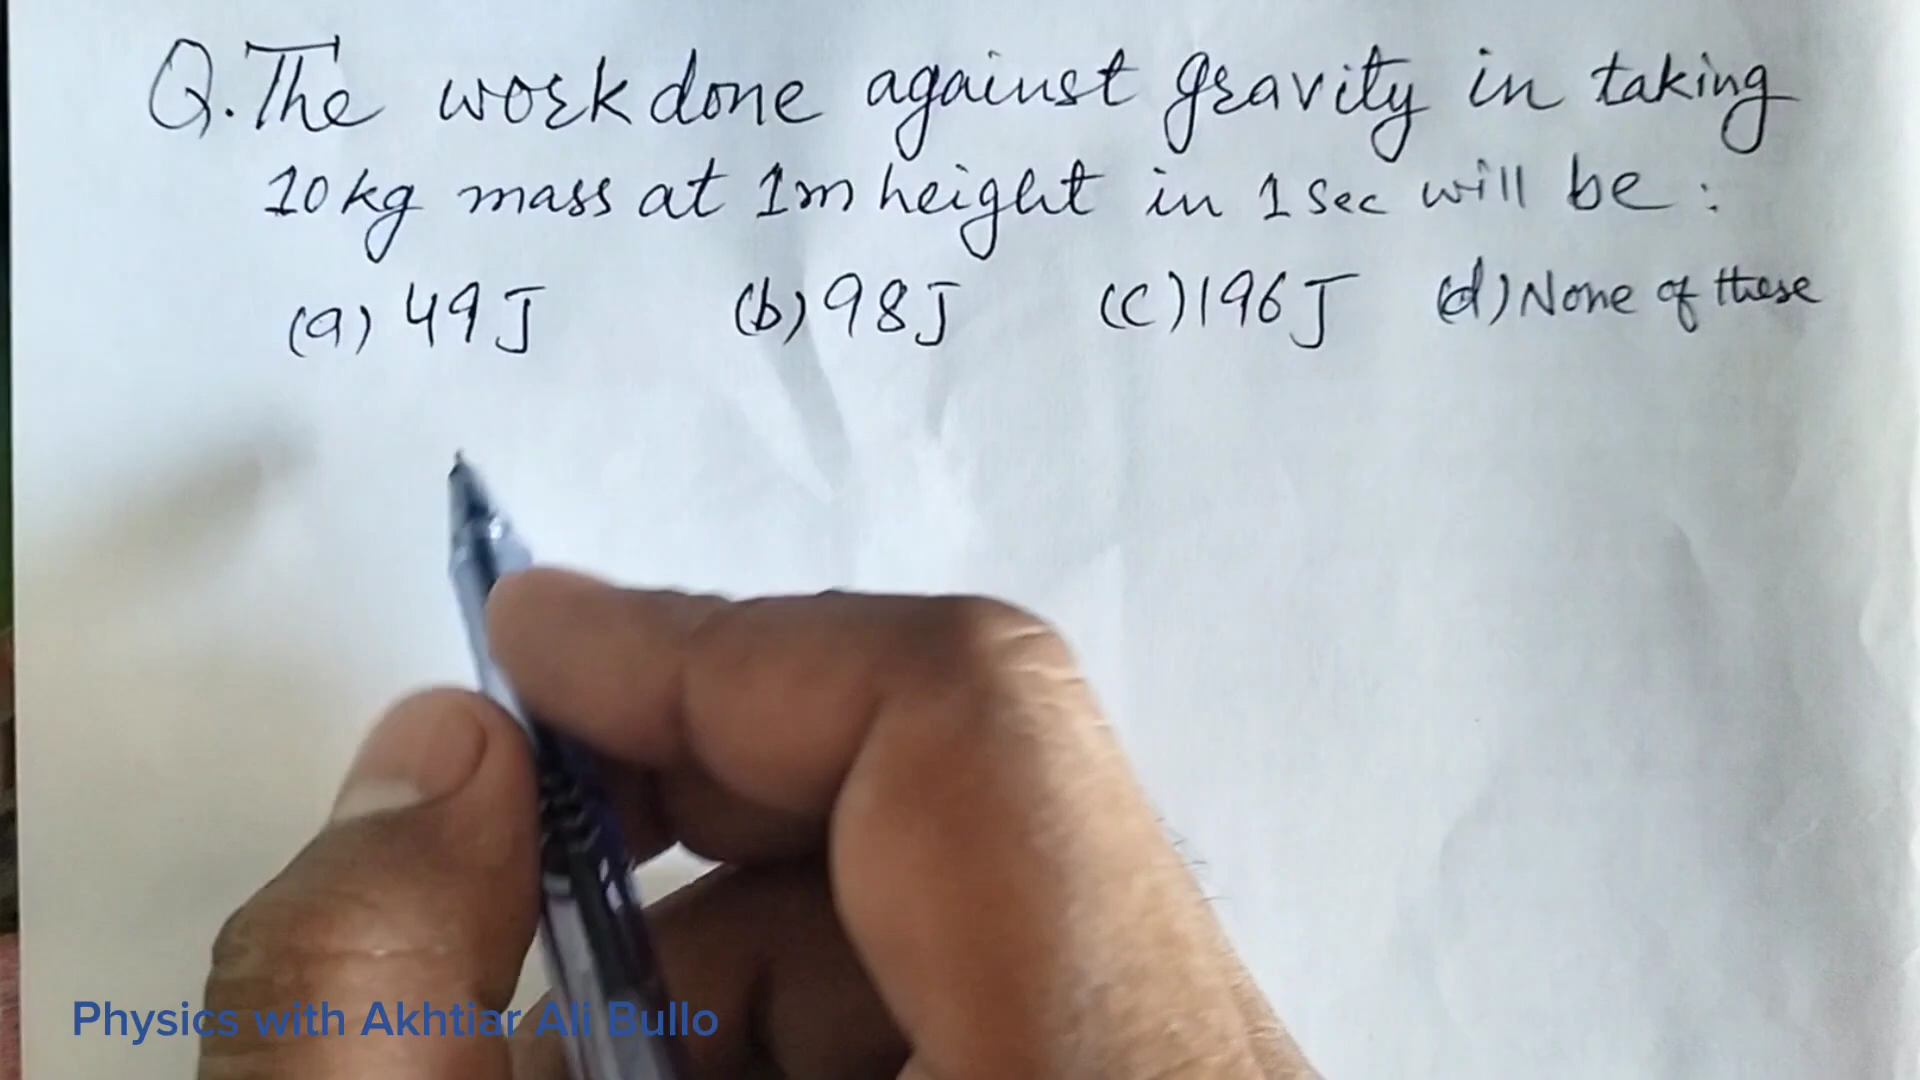 Q. The work done against gravity in taking
10 kg mass at 1m height in 1 sec will be :
(a) 49 J (b) 98 J (c) 196 J (d) None of these
Physics with Akhtiar Ali Bullo